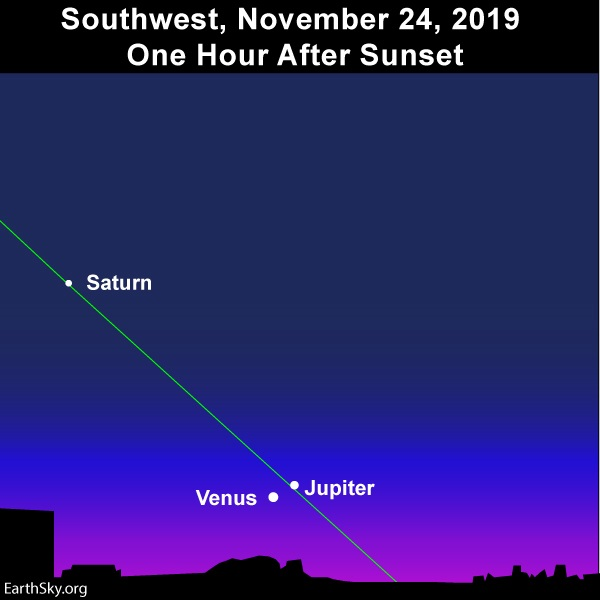 Southwest, November 24, 2019
One Hour After Sunset
Saturn
Jupiter
Venus
EarthSky.org